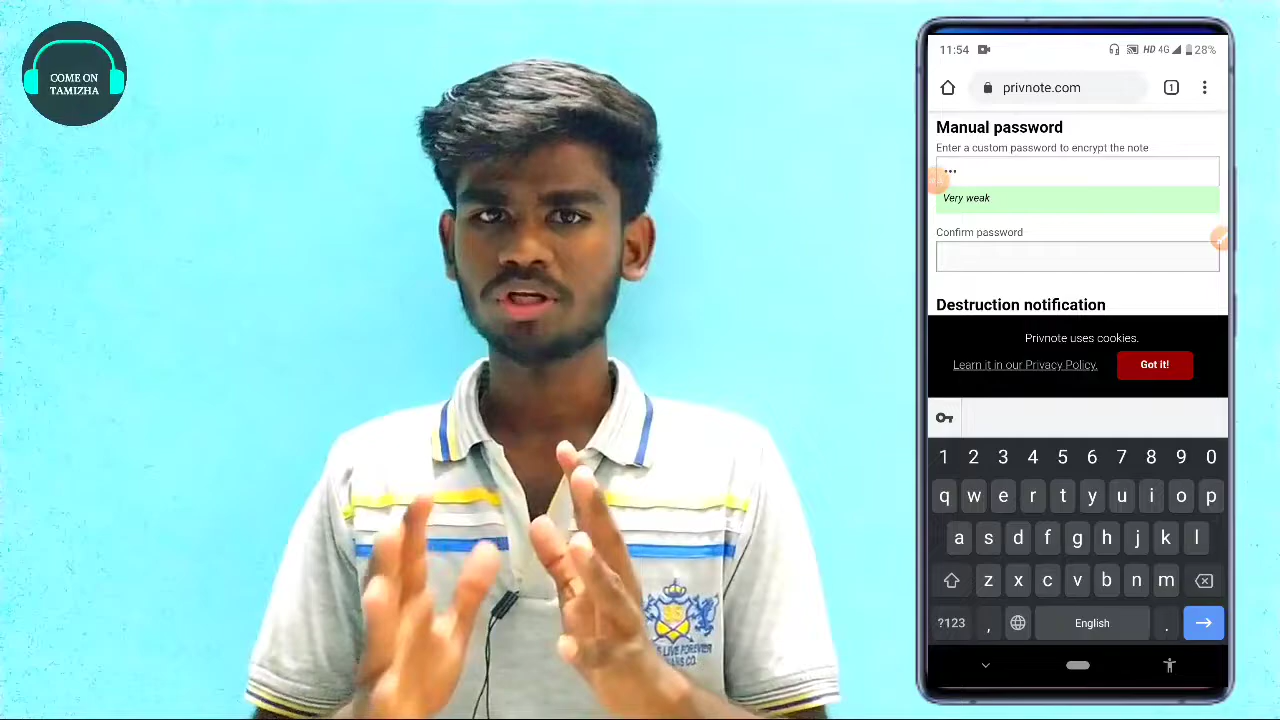 COME ON
TAMIZHA
11:54
HD 4G 28%
privnote.com
1
Manual password
Enter a custom password to encrypt the note
•••
Very weak
Confirm password
Destruction notification
Privnote uses cookies.
Learn it in our Privacy Policy.
Got it!
1 2 3 4 5 6 7 8 9 0
q w e r t y u i o p
a s d f g h j k l
z x c v b n m
?123 , English .
LIVE FOREVER